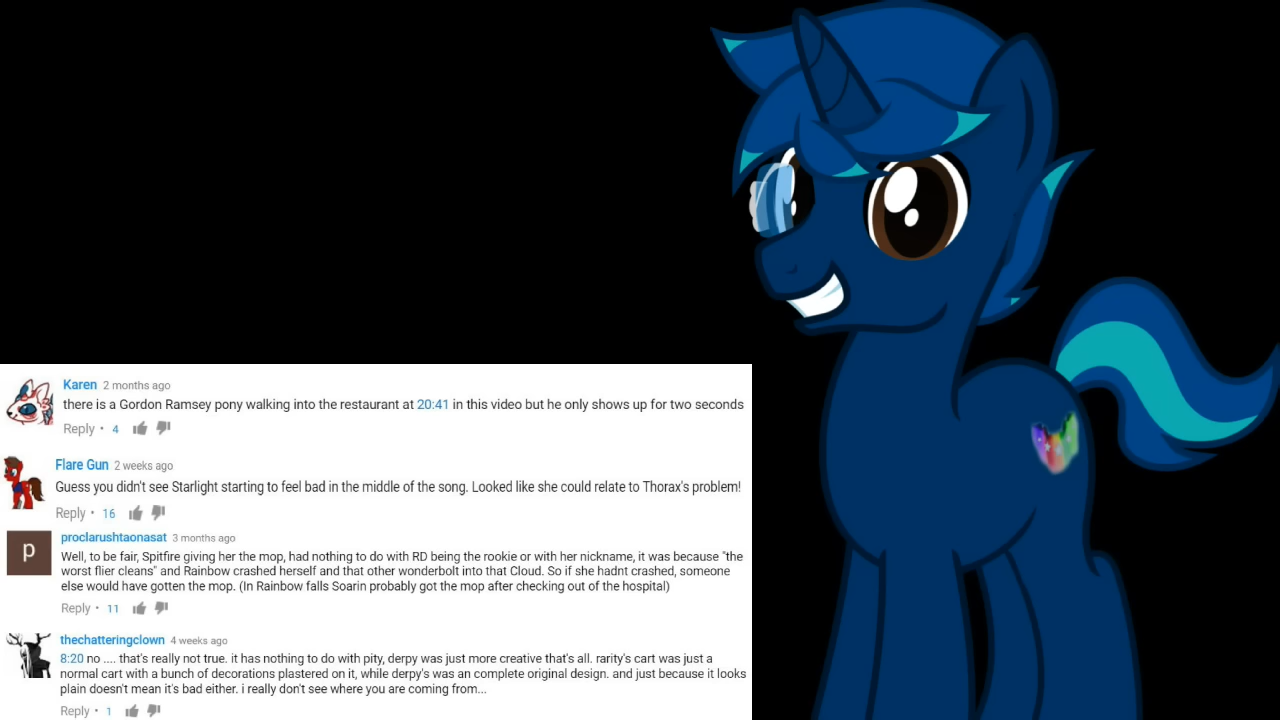 Karen 2 months ago
there is a Gordon Ramsey pony walking into the restaurant at 20:41 in this video but he only shows up for two seconds
Reply • 4
Flare Gun 2 weeks ago
Guess you didn't see Starlight starting to feel bad in the middle of the song. Looked like she could relate to Thorax's problem!
Reply • 16
p
proclarushtaonasat 3 months ago
Well, to be fair, Spitfire giving her the mop, had nothing to do with RD being the rookie or with her nickname, it was because "the
worst flier cleans" and Rainbow crashed herself and that other wonderbolt into that Cloud. So if she hadnt crashed, someone
else would have gotten the mop. (In Rainbow falls Soarin probably got the mop after checking out of the hospital)
Reply • 11
thechatteringclown 4 weeks ago
8:20 no .... that's really not true. it has nothing to do with pity, derpy was just more creative that's all. rarity's cart was just a
normal cart with a bunch of decorations plastered on it, while derpy's was an complete original design. and just because it looks
plain doesn't mean it's bad either. i really don't see where you are coming from...
Reply • 1